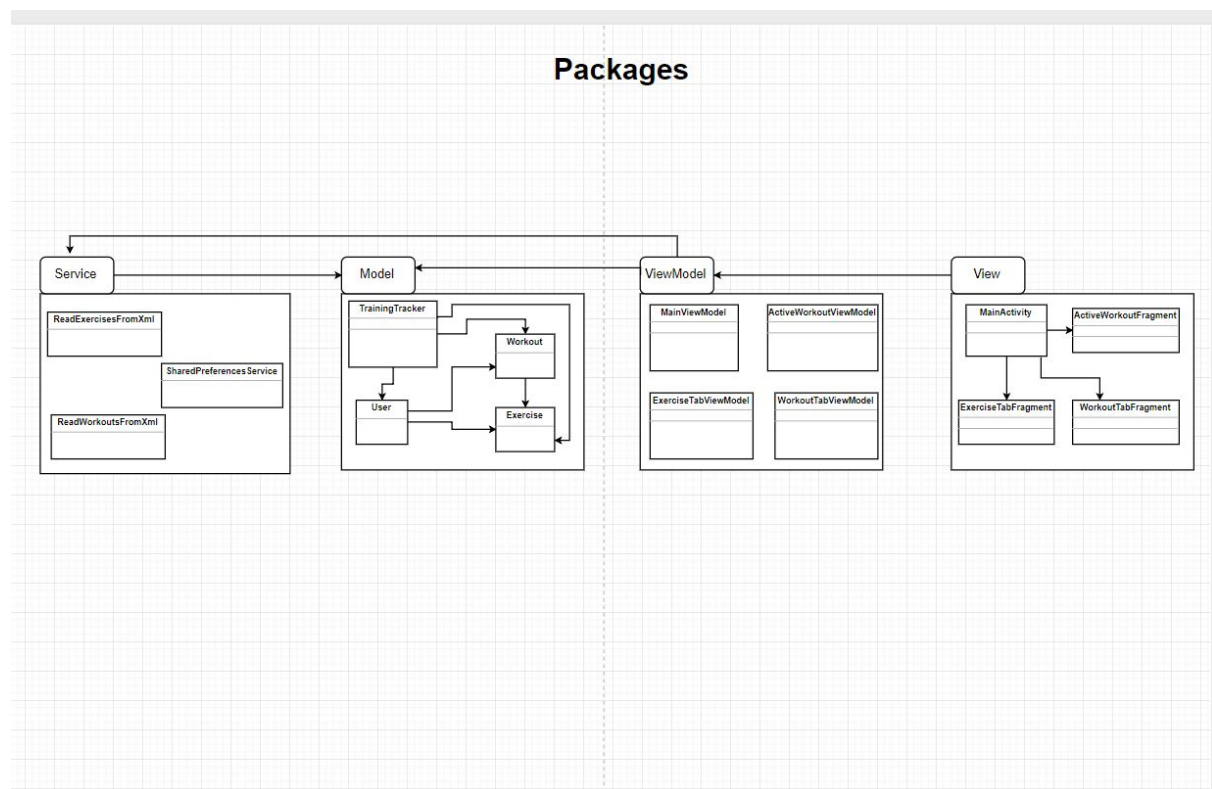 Packages
Service
Model
ViewModel
View
ReadExercisesFromXml
SharedPreferencesService
ReadWorkoutsFromXml
TrainingTracker
Workout
User
Exercise
MainViewModel
ActiveWorkoutViewModel
ExerciseTabViewModel
WorkoutTabViewModel
MainActivity
ActiveWorkoutFragment
ExerciseTabFragment
WorkoutTabFragment